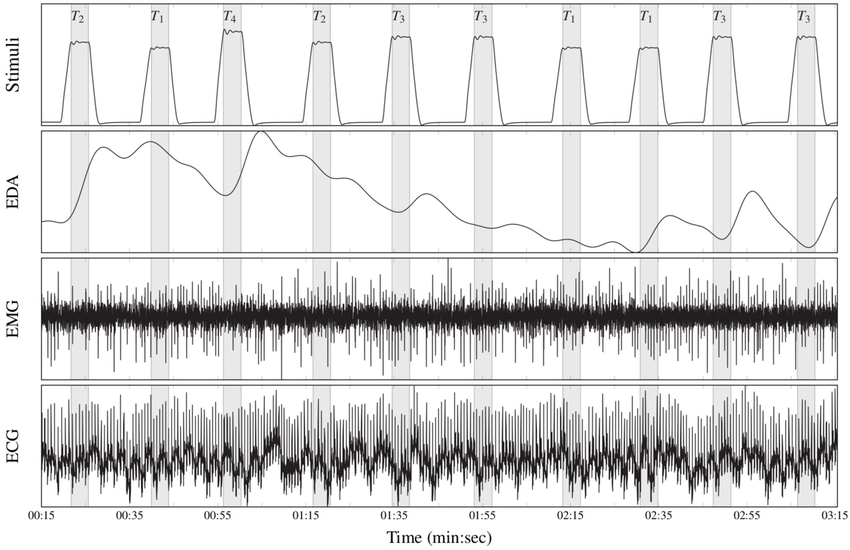 Stimuli
T2 T1 T4 T2 T3 T3 T1 T1 T3 T3
EDA
EMG
ECG
00:15 00:35 00:55 01:15 01:35 01:55 02:15 02:35 02:55 03:15
Time (min:sec)